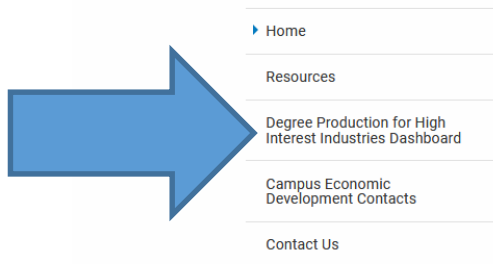 Home
Resources
Degree Production for High
Interest Industries Dashboard
Campus Economic
Development Contacts
Contact Us